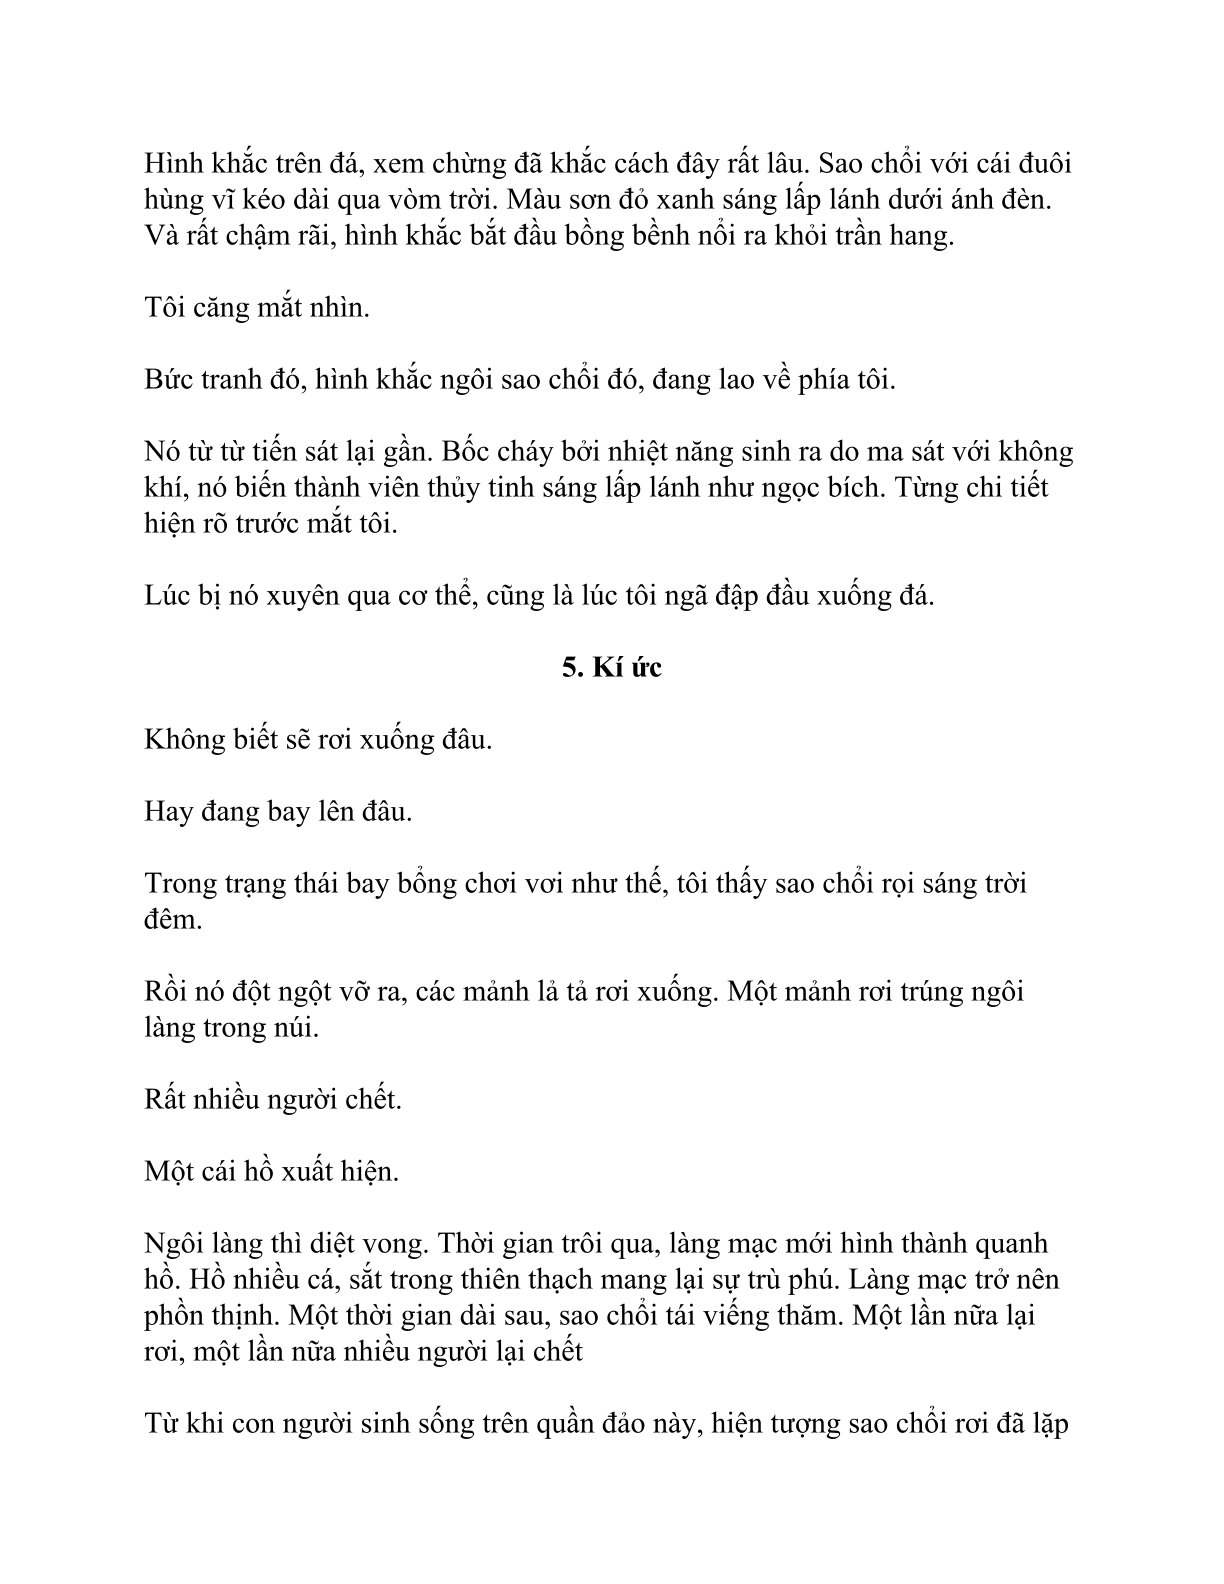 Hình khắc trên đá, xem chừng đã khắc cách đây rất lâu. Sao chổi với cái đuôi
hùng vĩ kéo dài qua vòm trời. Màu sơn đỏ xanh sáng lấp lánh dưới ánh đèn.
Và rất chậm rãi, hình khắc bắt đầu bồng bềnh nổi ra khỏi trần hang.
Tôi căng mắt nhìn.
Bức tranh đó, hình khắc ngôi sao chổi đó, đang lao về phía tôi.
Nó từ từ tiến sát lại gần. Bốc cháy bởi nhiệt năng sinh ra do ma sát với không
khí, nó biến thành viên thủy tinh sáng lấp lánh như ngọc bích. Từng chi tiết
hiện rõ trước mắt tôi.
Lúc bị nó xuyên qua cơ thể, cũng là lúc tôi ngã đập đầu xuống đá.
5. Kí ức
Không biết sẽ rơi xuống đâu.
Hay đang bay lên đâu.
Trong trạng thái bay bổng chơi vơi như thế, tôi thấy sao chổi rọi sáng trời
đêm.
Rồi nó đột ngột vỡ ra, các mảnh lả tả rơi xuống. Một mảnh rơi trúng ngôi
làng trong núi.
Rất nhiều người chết.
Một cái hồ xuất hiện.
Ngôi làng thì diệt vong. Thời gian trôi qua, làng mạc mới hình thành quanh
hồ. Hồ nhiều cá, sắt trong thiên thạch mang lại sự trù phú. Làng mạc trở nên
phồn thịnh. Một thời gian dài sau, sao chổi tái viếng thăm. Một lần nữa lại
rơi, một lần nữa nhiều người lại chết
Từ khi con người sinh sống trên quần đảo này, hiện tượng sao chổi rơi đã lặp